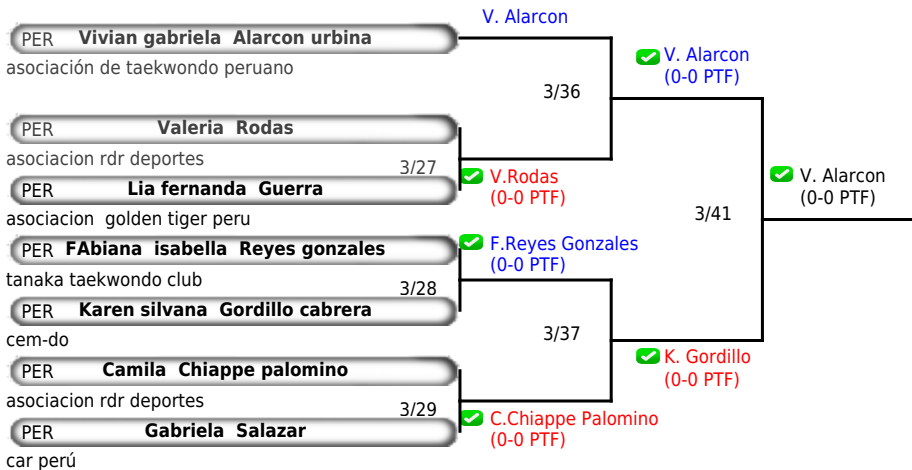 V. Alarcon
PER Vivian gabriela Alarcon urbina
asociación de taekwondo peruano
V. Alarcon
(0-0 PTF)
3/36
PER Valeria Rodas
asociacion rdr deportes
3/27
V.Rodas
(0-0 PTF)
PER Lia fernanda Guerra
asociacion golden tiger peru
V. Alarcon
(0-0 PTF)
3/41
PER FAbiana isabella Reyes gonzales
tanaka taekwondo club
F.Reyes Gonzales
(0-0 PTF)
3/28
PER Karen silvana Gordillo cabrera
cem-do
3/37
K. Gordillo
(0-0 PTF)
PER Camila Chiappe palomino
asociacion rdr deportes
3/29
C.Chiappe Palomino
(0-0 PTF)
PER Gabriela Salazar
car perú